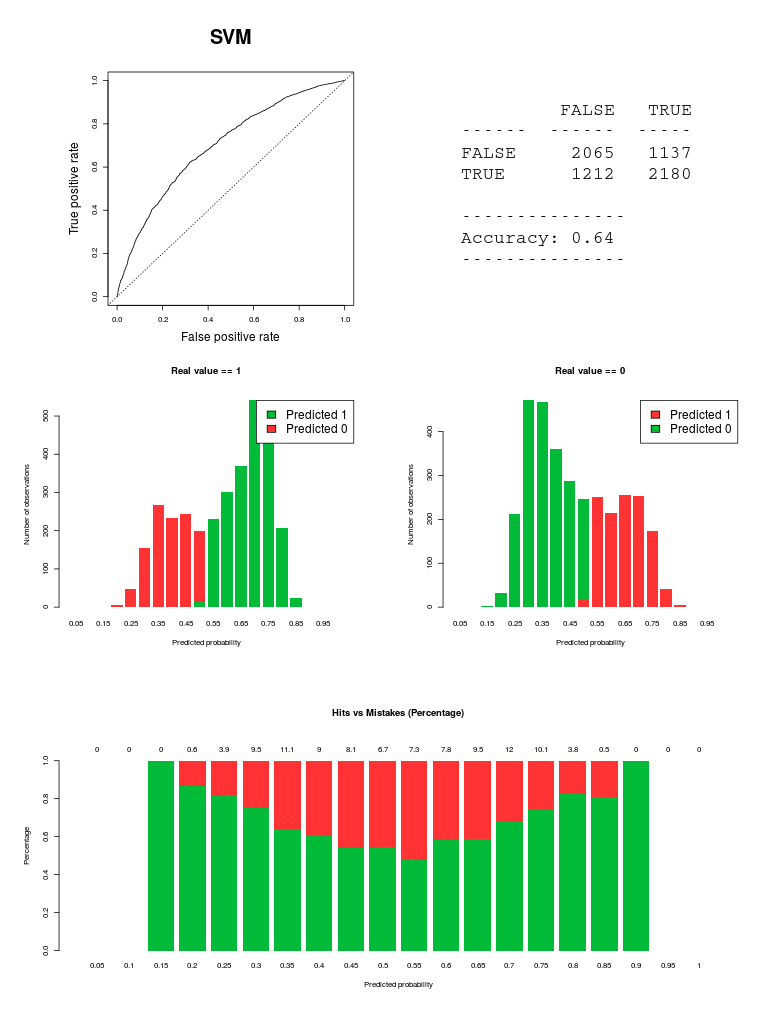 SVM
1.0
0.8
0.6
0.4
0.2
0.0
True positive rate
0.0 0.2 0.4 0.6 0.8 1.0
False positive rate
FALSE TRUE
------ ------ -----
FALSE 2065 1137
TRUE 1212 2180
---------------
Accuracy: 0.64
---------------
Real value == 1
Predicted 1
Predicted 0
500
400
300
200
100
0
Number of observations
0.05 0.15 0.25 0.35 0.45 0.55 0.65 0.75 0.85 0.95
Predicted probability
Real value == 0
Predicted 1
Predicted 0
400
300
200
100
0
Number of observations
0.05 0.15 0.25 0.35 0.45 0.55 0.65 0.75 0.85 0.95
Predicted probability
Hits vs Mistakes (Percentage)
0 0 0 0.6 3.9 9.5 11.1 9 8.1 6.7 7.3 7.8 9.5 12 10.1 3.8 0.5 0 0 0
1.0
0.8
0.6
0.4
0.2
0.0
Percentage
0.05 0.1 0.15 0.2 0.25 0.3 0.35 0.4 0.45 0.5 0.55 0.6 0.65 0.7 0.75 0.8 0.85 0.9 0.95 1
Predicted probability